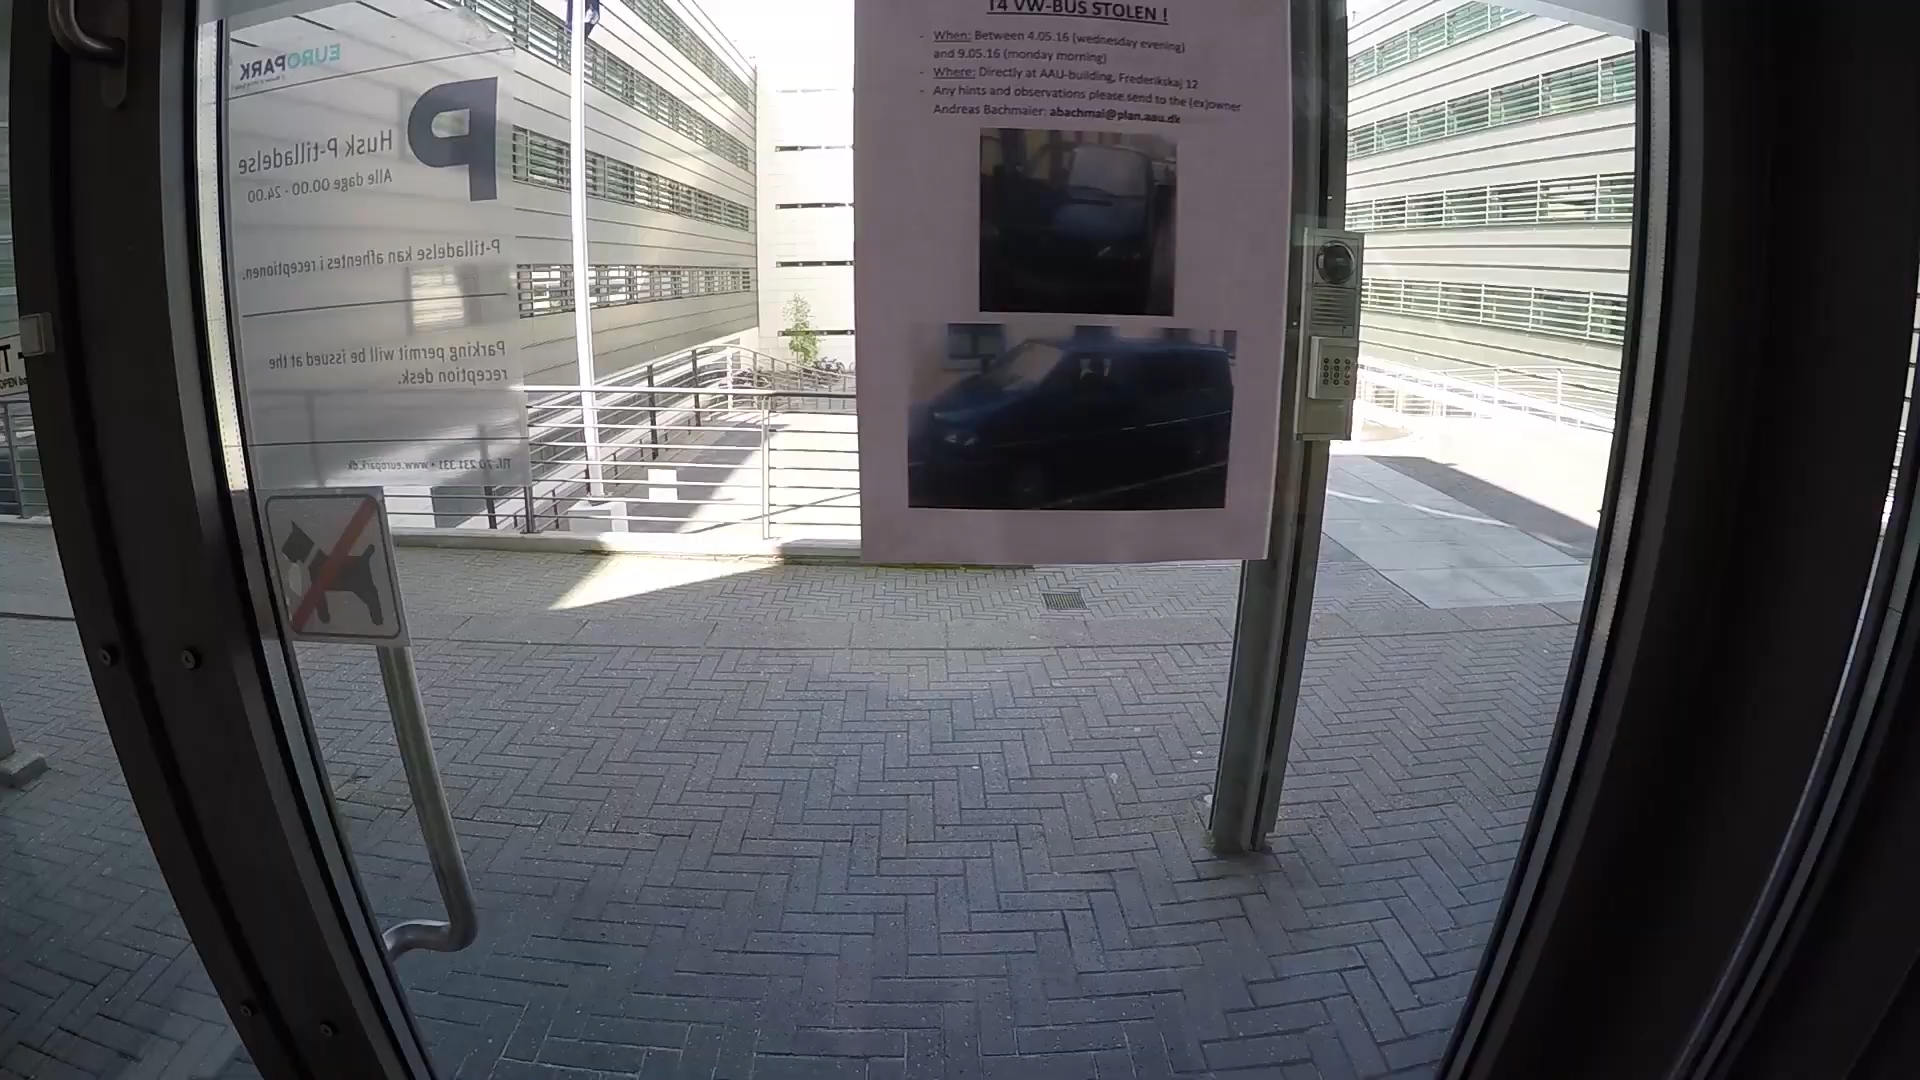 EUROPARK
P
Husk P-tilladelse
Alle dage 00.00 - 24.00
P-tilladelse kan afhentes i receptionen.
Parking permit will be issued at the
reception desk.
Tlf. 70 231 331 • www.europark.dk
T4 VW-BUS STOLEN !
- When: Between 4.05.16 (wednesday evening)
and 9.05.16 (monday morning)
- Where: Directly at AAU-building, Frederikskaj 12
- Any hints and observations please send to the (ex)owner
Andreas Bachmaier: abachmai@plan.aau.dk